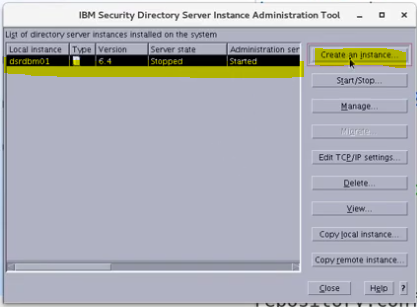 IBM Security Directory Server Instance Administration Tool
List of directory server instances installed on the system
Local instance Type Version Server state Administration ser
dsrdbm01 6.4 Stopped Started
Create an instance...
Start/Stop...
Manage...
Migrate...
Edit TCP/IP settings...
Delete...
View...
Copy local instance...
Copy remote instance...
Close Help ?